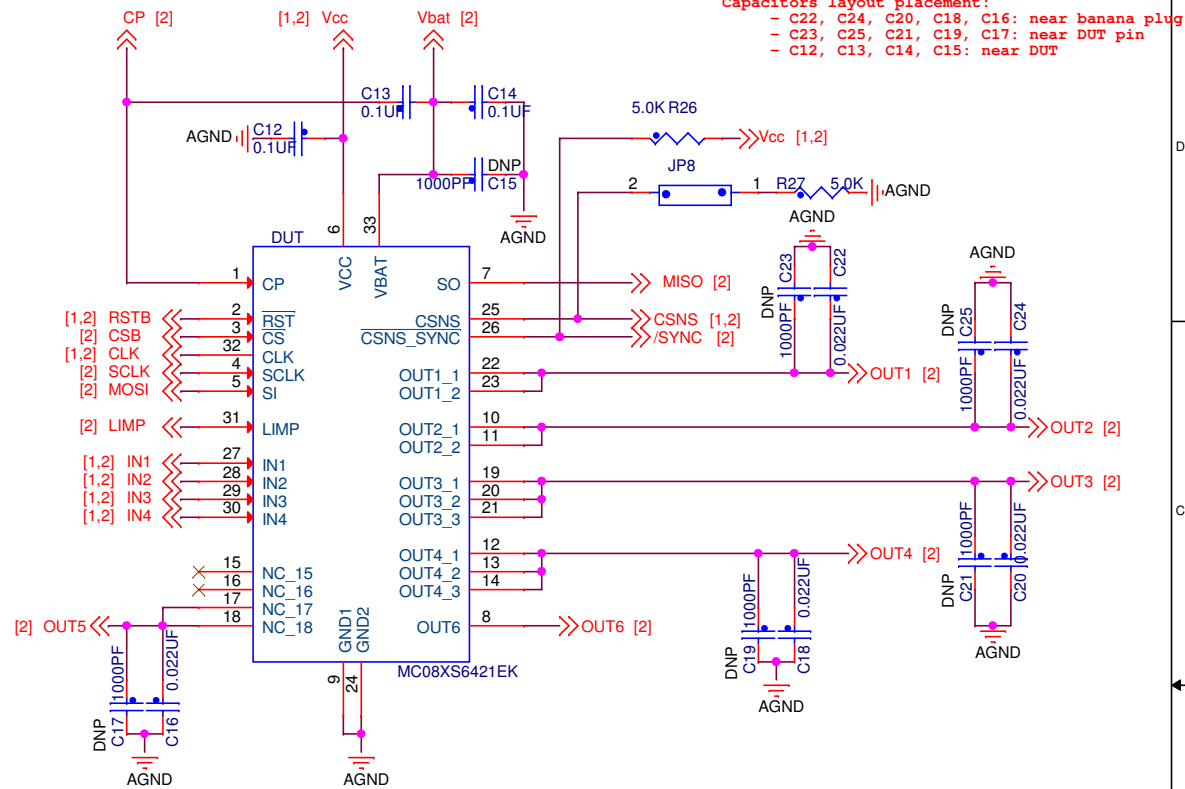 Capacitors layout placement:
CP [2]
[1,2] Vcc
Vbat [2]
– C22, C24, C20, C18, C16: near banana plug
– C23, C25, C21, C19, C17: near DUT pin
– C12, C13, C14, C15: near DUT
C13
0.1UF
C14
0.1UF
AGND
C12
0.1UF
5.0K R26
Vcc [1,2]
D
DNP
1000PF C15
JP8
2
1
R27 5.0K
AGND
AGND
AGND
6
33
DUT
VCC
VBAT
1 CP
SO 7
MISO [2]
C23
C22
DNP
1000PF
0.022UF
AGND
[1,2] RSTB
2 RST
CSNS 25
CSNS [1,2]
[2] CSB
3 CS
CSNS_SYNC 26
/SYNC [2]
[1,2] CLK
32 CLK
C25
C24
DNP
1000PF
0.022UF
[2] SCLK
4 SCLK
OUT1_1 22
OUT1 [2]
[2] MOSI
5 SI
OUT1_2 23
[2] LIMP
31 LIMP
OUT2_1 10
OUT2 [2]
OUT2_2 11
[1,2] IN1
27 IN1
[1,2] IN2
28 IN2
OUT3_1 19
OUT3 [2]
[1,2] IN3
29 IN3
OUT3_2 20
[1,2] IN4
30 IN4
OUT3_3 21
C
1000PF
0.022UF
DNP
C21
C20
AGND
OUT4_1 12
OUT4 [2]
15 NC_15
OUT4_2 13
16 NC_16
OUT4_3 14
17 NC_17
[2] OUT5
18 NC_18
OUT6 8
OUT6 [2]
1000PF
0.022UF
DNP
C19
C18
AGND
GND1
GND2
9
24
MC08XS6421EK
1000PF
0.022UF
DNP
C17
C16
AGND
AGND